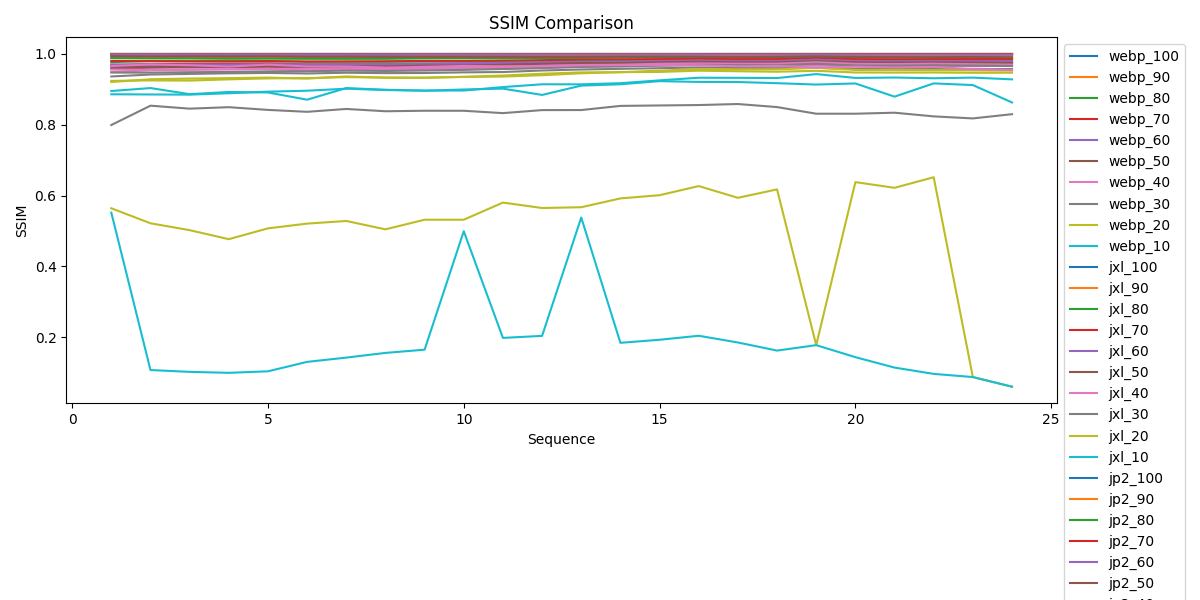 SSIM Comparison
1.0
0.8
0.6
0.4
0.2
SSIM
0 5 10 15 20 25
Sequence
webp_100
webp_90
webp_80
webp_70
webp_60
webp_50
webp_40
webp_30
webp_20
webp_10
jxl_100
jxl_90
jxl_80
jxl_70
jxl_60
jxl_50
jxl_40
jxl_30
jxl_20
jxl_10
jp2_100
jp2_90
jp2_80
jp2_70
jp2_60
jp2_50